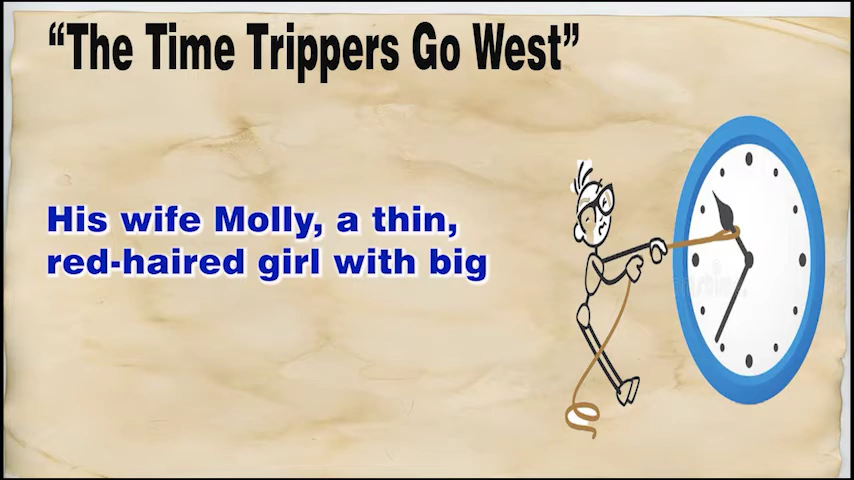 “The Time Trippers Go West”
His wife Molly, a thin,
red-haired girl with big